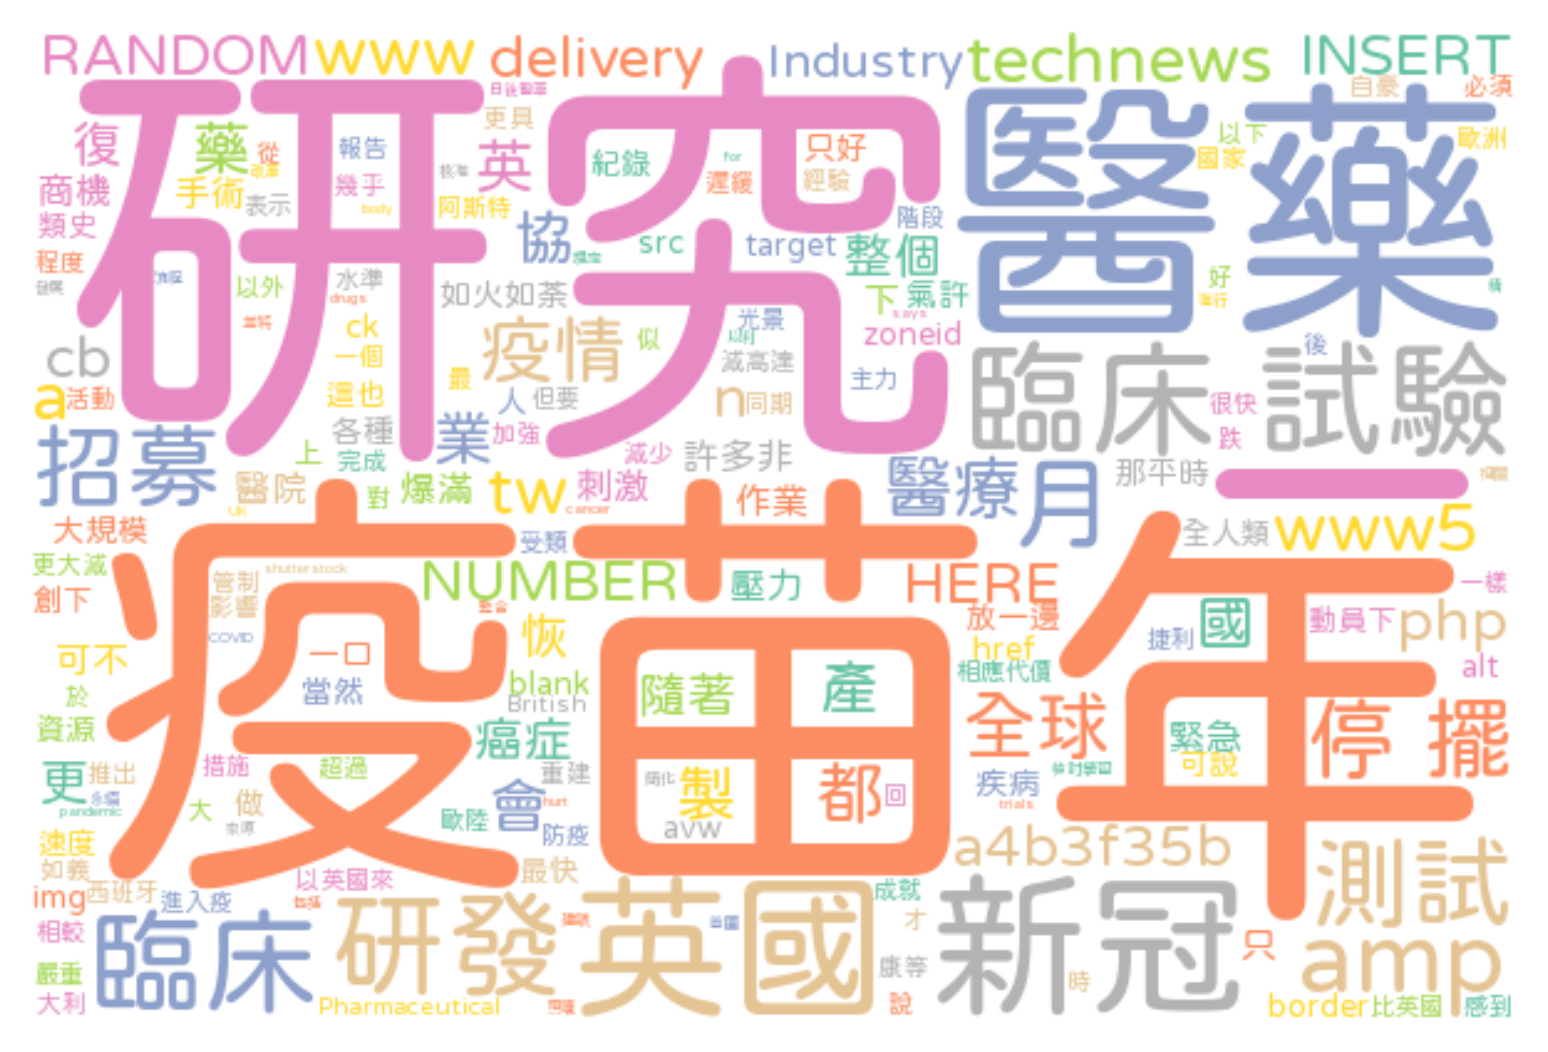 RANDOM www delivery Industry technews INSERT
研究 醫藥
自豪 必須
復 藥 從 報告 更具 英 紀錄 for 只好 以下 歐洲
商機 手術 表示 幾乎 body 阿斯特 遲緩 經驗 國家
類史 協 src target 整個 階段
程度 以外 水準 drugs 如火如荼 下 氣許 好
cb ck 一個 疫情 似 光景 says zoneid 後
臨床 試驗
a 活動 這也 最 人 但要 減高達 n 同期 主力 很快
招募 上 各種 完成 業 加強 減少 許多非 跌
醫院 對 爆滿 tw 刺激 cancer 作業 醫療 月 那平時 一
UK
大規模 受類 全人類 www5
疫苗 年
更大減 管制 shutterstock NUMBER 壓力 HERE 一樣
創下 影響 COVID 恢 放一邊 捷利 國 動員下 php
可不 一口 href alt
於 當然 blank 隨著 產 相應代價
資源 British 癌症 全球 緊急 停擺
更 推出 措施 超過 重建 簡化 製 都 回 疾病 可說
pandemic 大 做 會 hurt trials
速度 歐陸 防疫 avw a4b3f35b 測試
如義 以英國來 最快
img 西班牙 進入疫 成就
臨床 研發 英國 新冠 amp
相較 才 只
嚴重 康等 時
大利 Pharmaceutical 說 border 比英國 感到